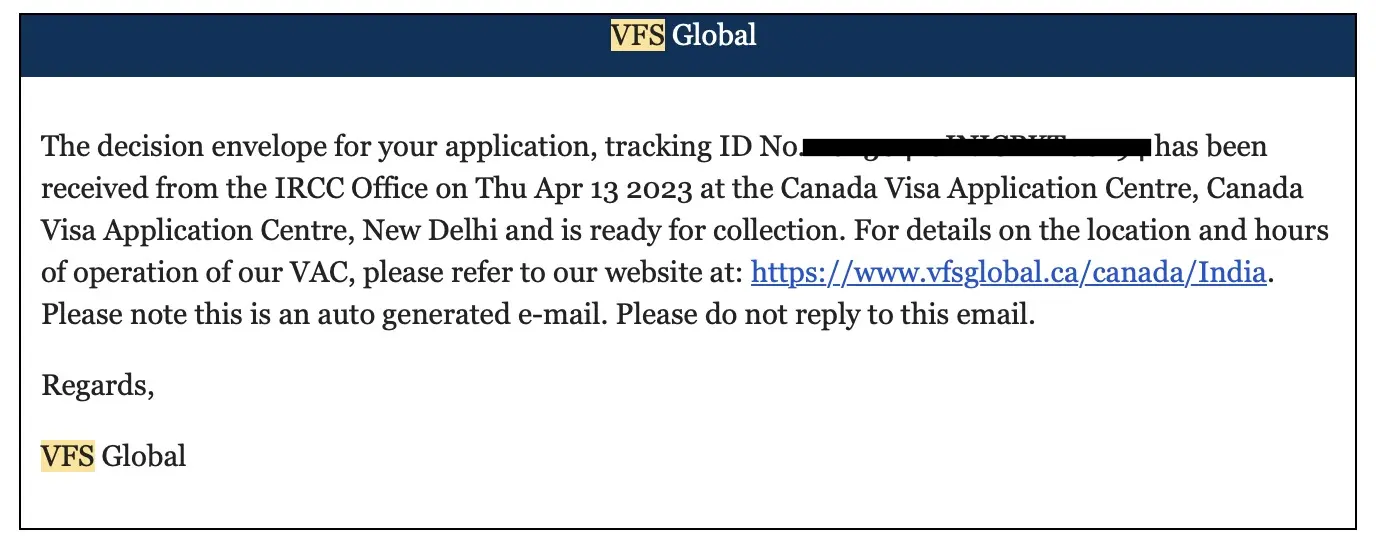 VFS Global
The decision envelope for your application, tracking ID No. has been
received from the IRCC Office on Thu Apr 13 2023 at the Canada Visa Application Centre, Canada
Visa Application Centre, New Delhi and is ready for collection. For details on the location and hours
of operation of our VAC, please refer to our website at: https://www.vfsglobal.ca/canada/India.
Please note this is an auto generated e-mail. Please do not reply to this email.
Regards,
VFS Global